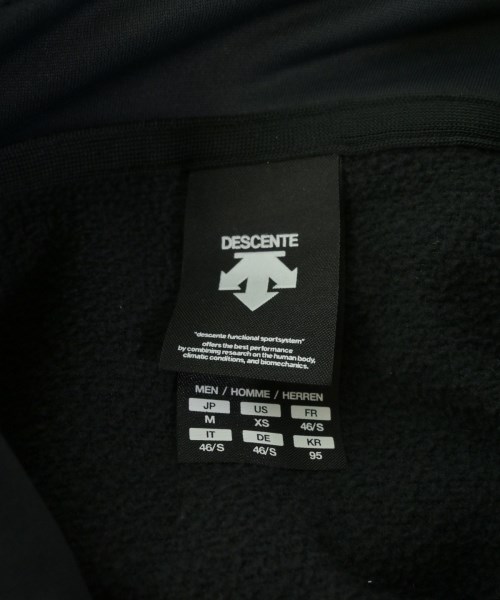 DESCENTE
"descente functional sportsystem"
offers the best performance
by combining research on the human body,
climatic conditions, and biomechanics.
MEN / HOMME / HERREN
JP US FR
M XS 46/S
IT DE KR
46/S 46/S 95